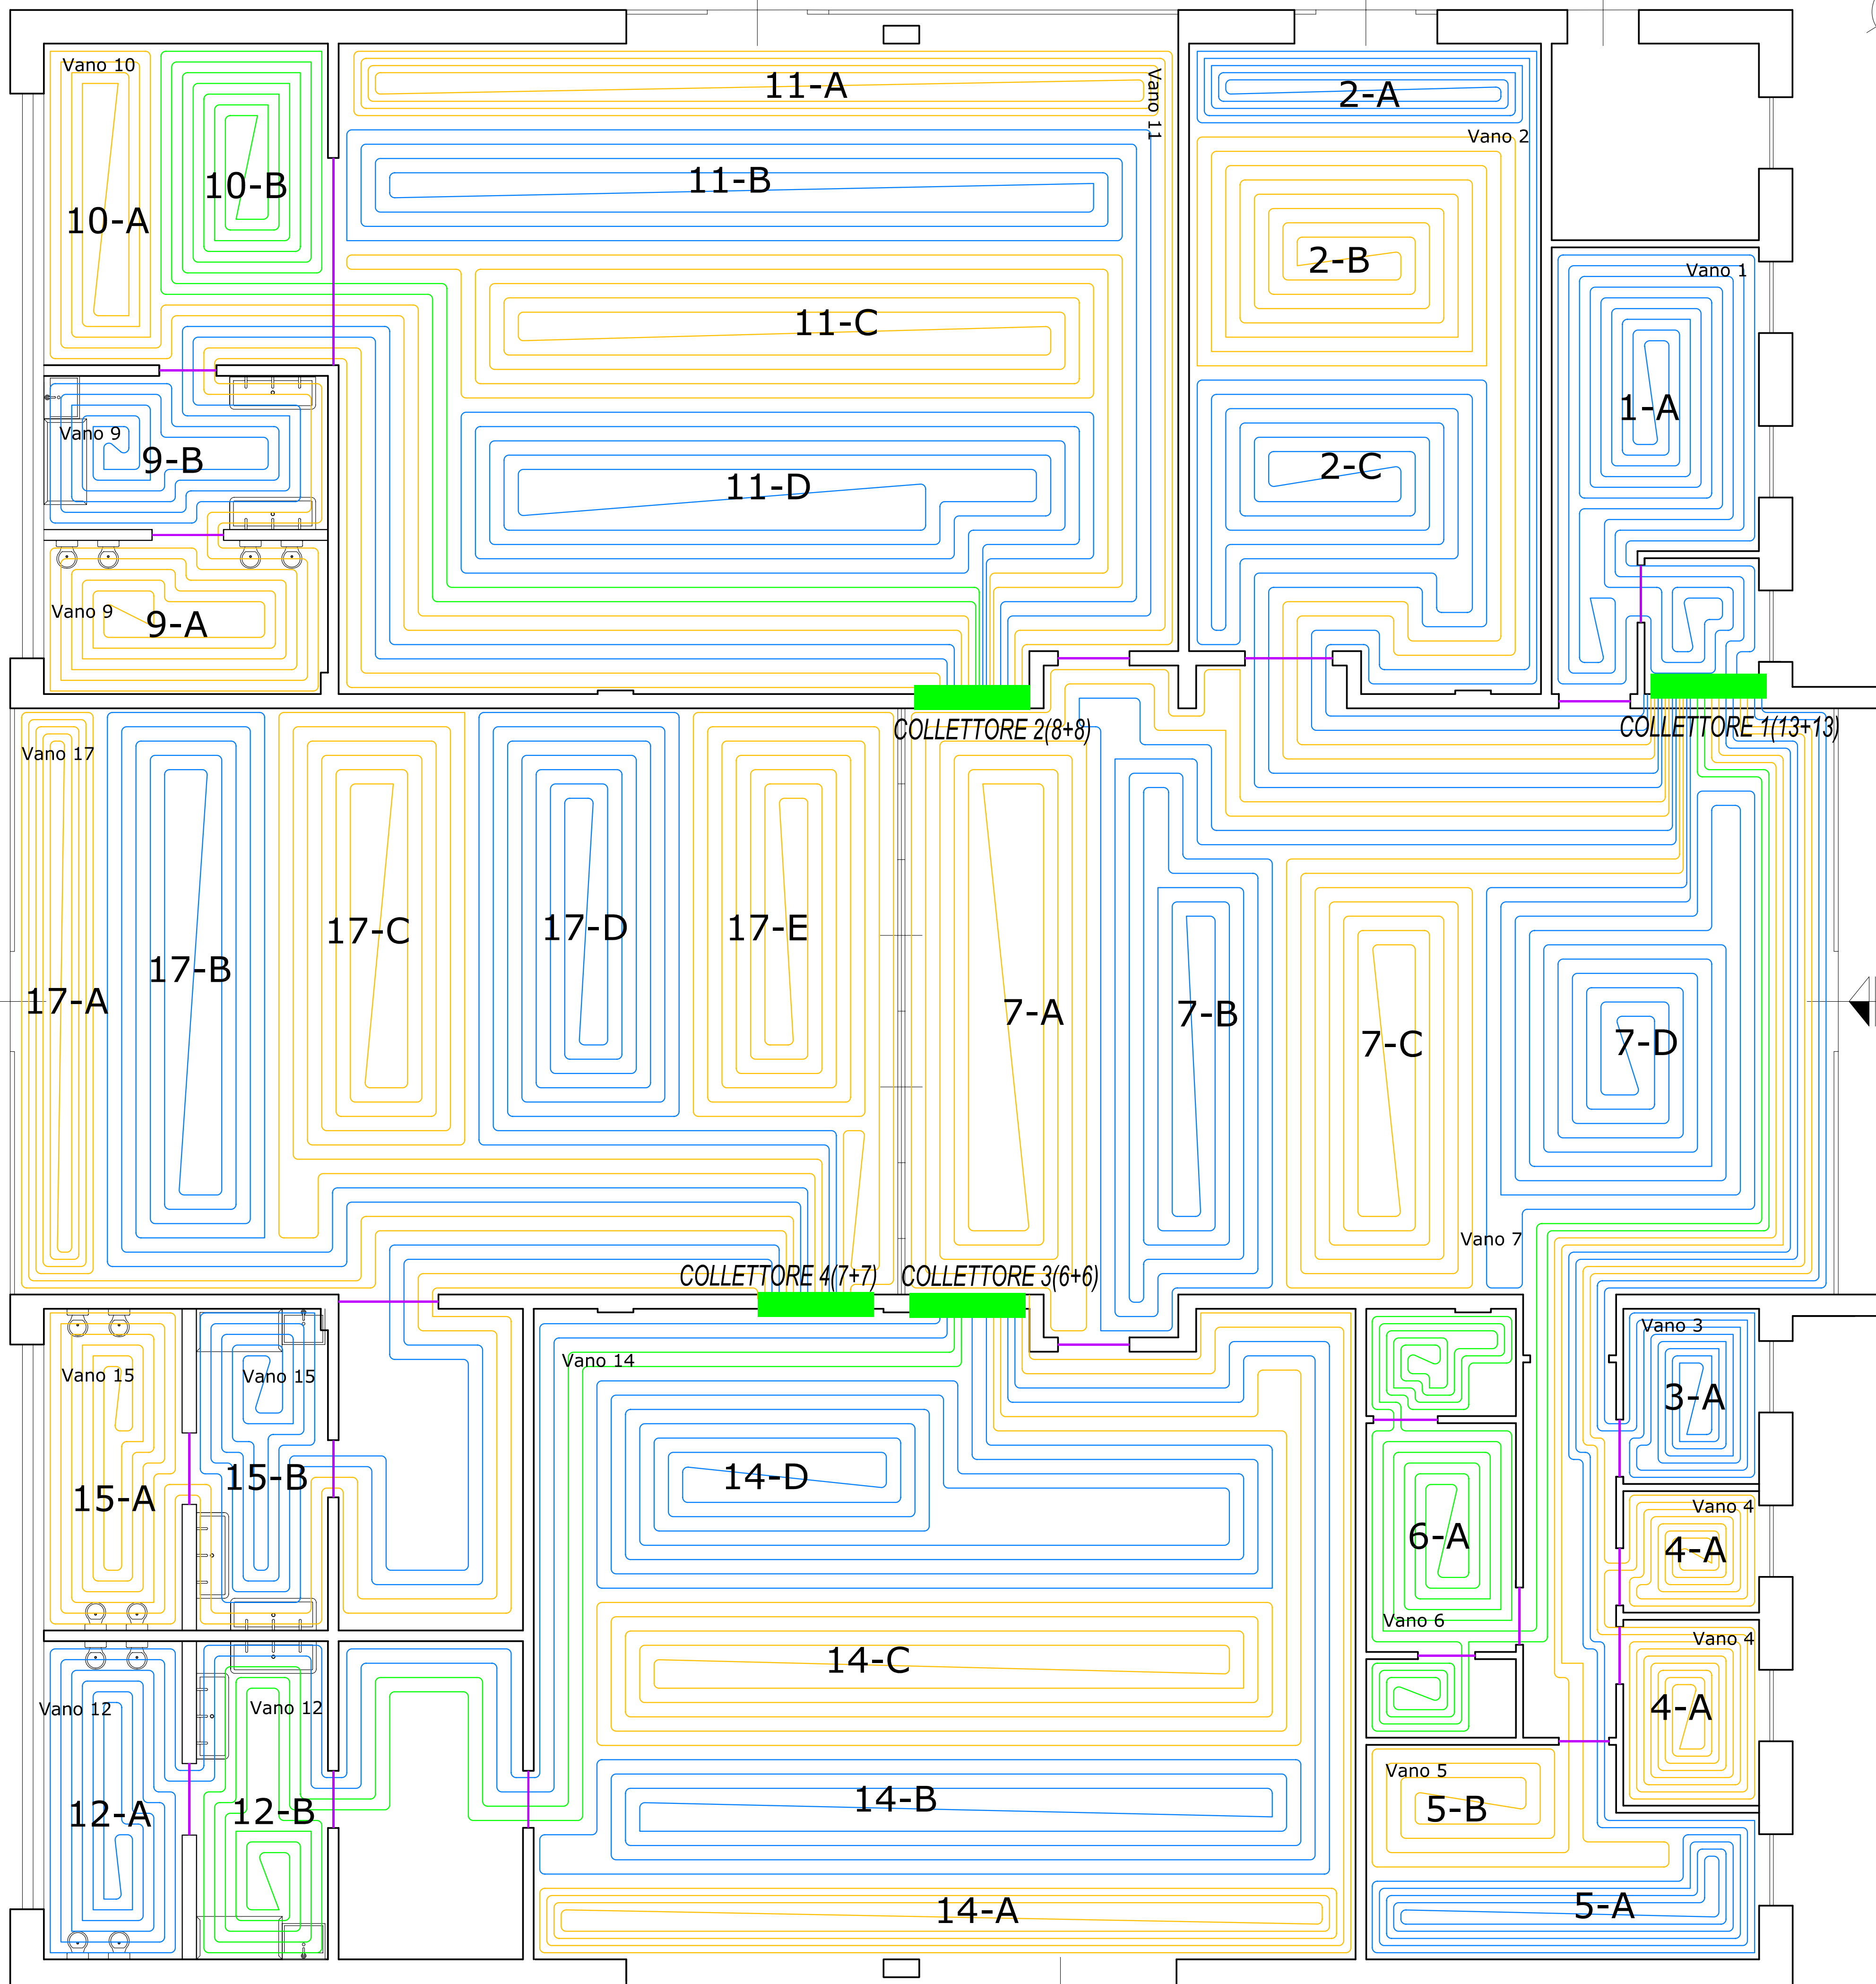 Vano 10
11-A
Vano 11
2-A
Vano 2
10-B
11-B
10-A
2-B
Vano 1
11-C
1-A
Vano 9
9-B
11-D
2-C
Vano 9
9-A
COLLETTORE 2(8+8)
COLLETTORE 1(13+13)
Vano 17
17-A
17-B
17-C
17-D
17-E
7-A
7-B
7-C
7-D
Vano 7
COLLETTORE 4(7+7)
COLLETTORE 3(6+6)
Vano 3
Vano 14
Vano 15
Vano 15
3-A
15-A
15-B
14-D
Vano 4
6-A
4-A
Vano 6
Vano 4
14-C
Vano 12
Vano 12
4-A
12-A
12-B
14-B
Vano 5
5-B
14-A
5-A